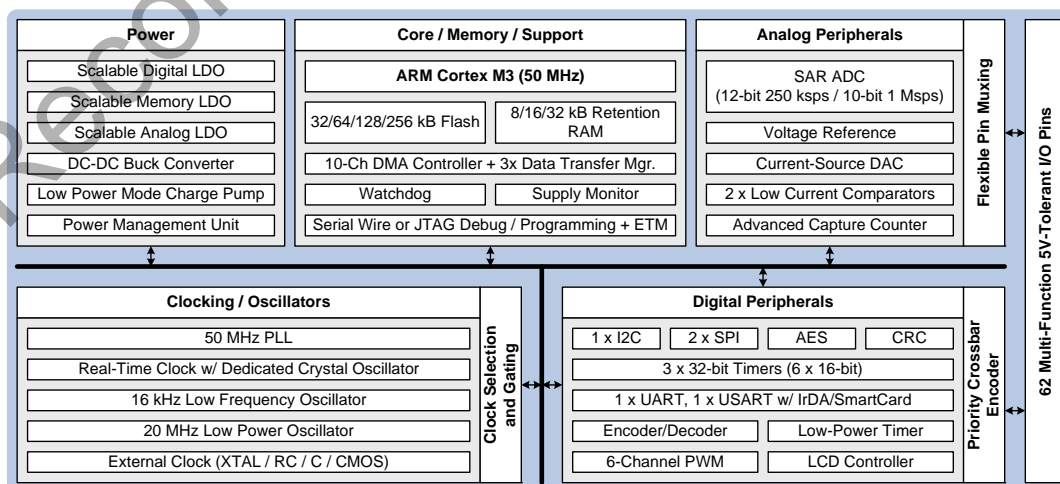 Power
Scalable Digital LDO
Scalable Memory LDO
Scalable Analog LDO
DC-DC Buck Converter
Low Power Mode Charge Pump
Power Management Unit
Core / Memory / Support
ARM Cortex M3 (50 MHz)
32/64/128/256 kB Flash
8/16/32 kB Retention
RAM
10-Ch DMA Controller + 3x Data Transfer Mgr.
Watchdog
Supply Monitor
Serial Wire or JTAG Debug / Programming + ETM
Analog Peripherals
SAR ADC
(12-bit 250 ksps / 10-bit 1 Msps)
Voltage Reference
Current-Source DAC
2 x Low Current Comparators
Advanced Capture Counter
Flexible Pin Muxing
62 Multi-Function 5V-Tolerant I/O Pins
Clocking / Oscillators
50 MHz PLL
Real-Time Clock w/ Dedicated Crystal Oscillator
16 kHz Low Frequency Oscillator
20 MHz Low Power Oscillator
External Clock (XTAL / RC / C / CMOS)
Clock Selection
and Gating
Digital Peripherals
1 x I2C
2 x SPI
AES
CRC
3 x 32-bit Timers (6 x 16-bit)
1 x UART, 1 x USART w/ IrDA/SmartCard
Encoder/Decoder
Low-Power Timer
6-Channel PWM
LCD Controller
Priority Crossbar
Encoder